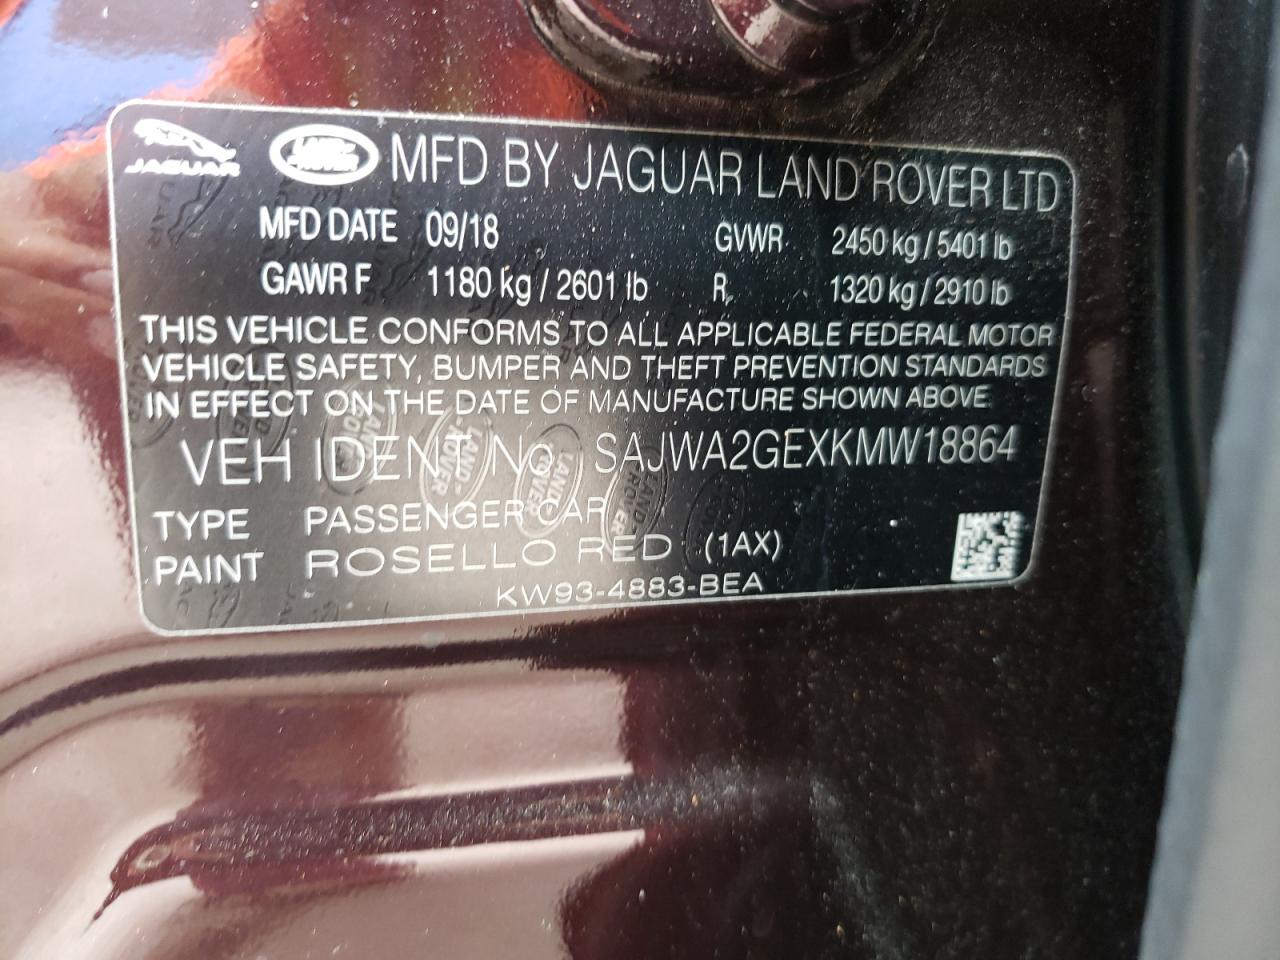 JAGUAR LAND ROVER MFD BY JAGUAR LAND ROVER LTD
MFD DATE 09/18 GVWR 2450 kg / 5401 lb
GAWR F 1180 kg / 2601 lb R 1320 kg / 2910 lb
THIS VEHICLE CONFORMS TO ALL APPLICABLE FEDERAL MOTOR
VEHICLE SAFETY, BUMPER AND THEFT PREVENTION STANDARDS
IN EFFECT ON THE DATE OF MANUFACTURE SHOWN ABOVE
VEH IDENT No. SAJWA2GEXKMW18864
TYPE PASSENGER CAR
PAINT ROSELLO RED (1AX)
KW93-4883-BEA